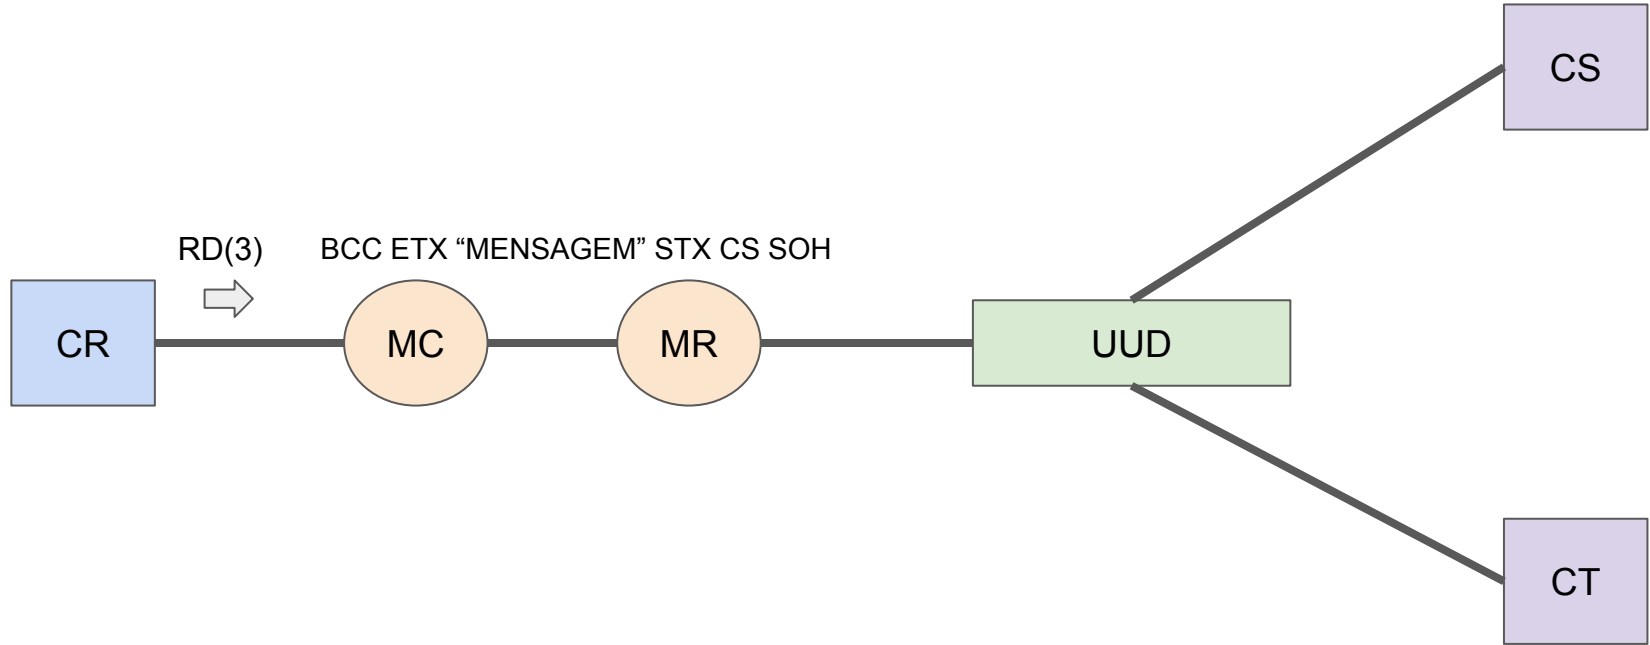 CS
RD(3)
BCC ETX “MENSAGEM” STX CS SOH
CR
MC
MR
UUD
CT